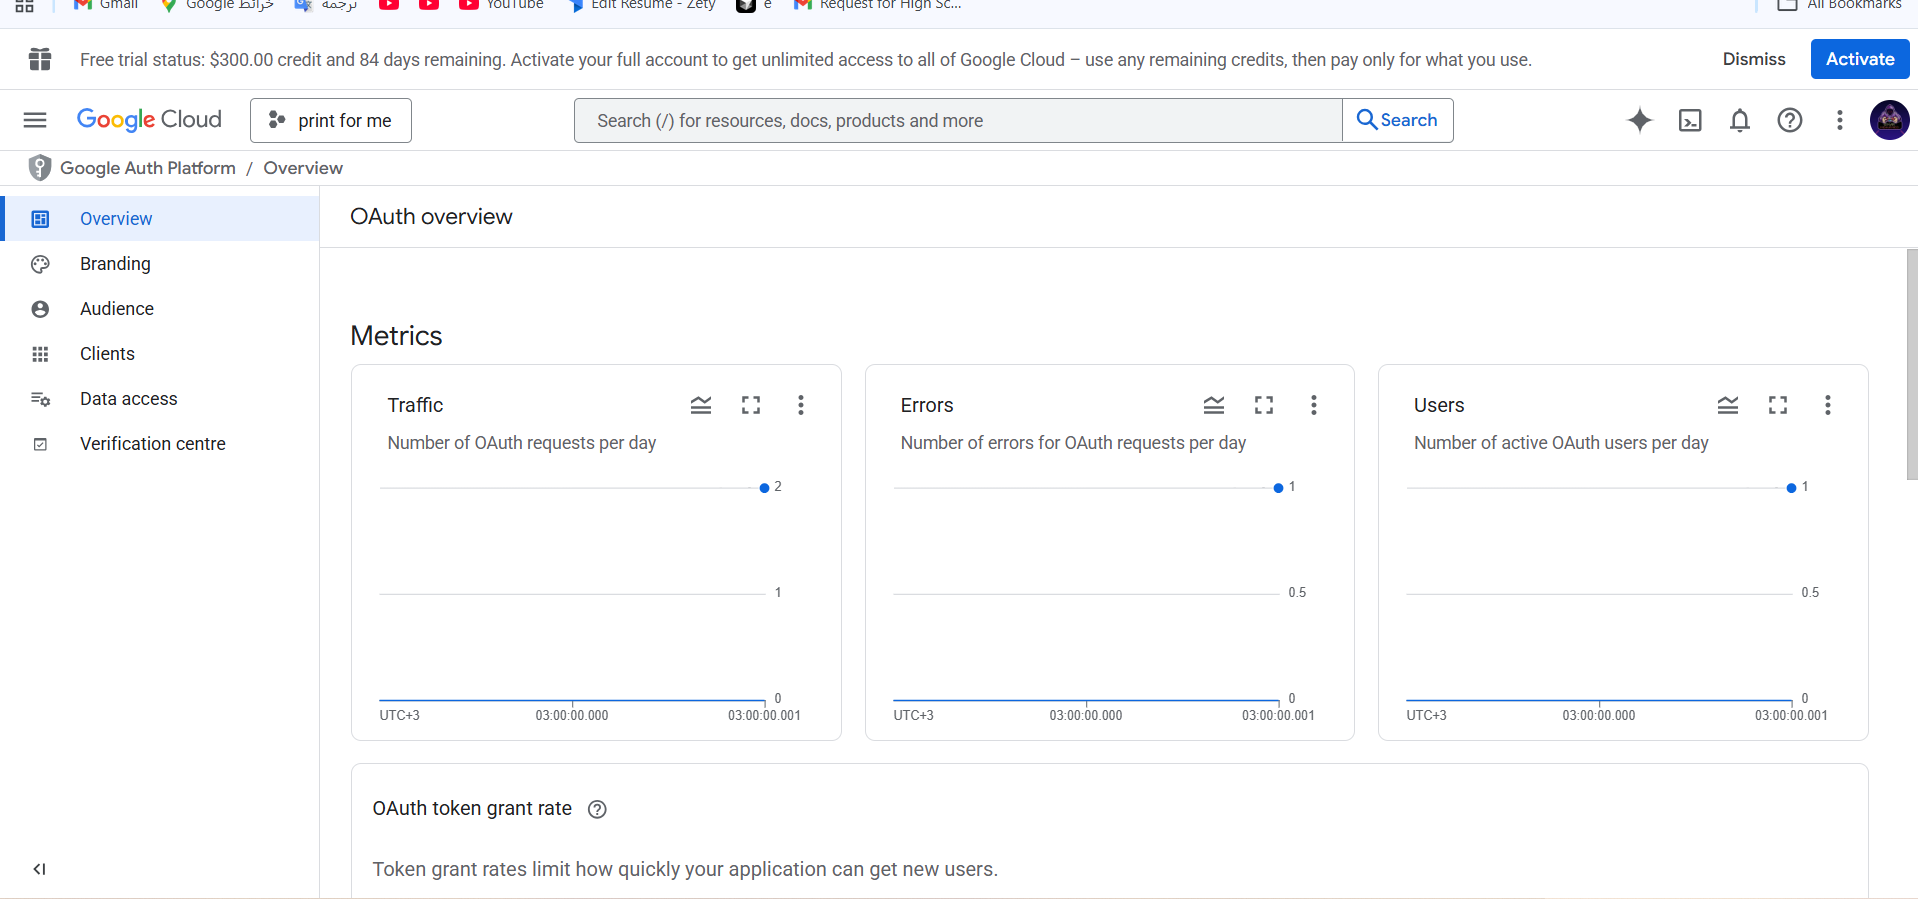 Gmail
Google خرائط
ترجمة
YouTube
Edit Resume - Zety
e
Request for High Sc...
All Bookmarks
Free trial status: $300.00 credit and 84 days remaining. Activate your full account to get unlimited access to all of Google Cloud – use any remaining credits, then pay only for what you use.
Dismiss
Activate
Google Cloud
print for me
Search (/) for resources, docs, products and more
Search
Google Auth Platform / Overview
Overview
Branding
Audience
Clients
Data access
Verification centre
OAuth overview
Metrics
Traffic
Number of OAuth requests per day
2
1
0
UTC+3
03:00:00.000
03:00:00.001
Errors
Number of errors for OAuth requests per day
1
0.5
0
UTC+3
03:00:00.000
03:00:00.001
Users
Number of active OAuth users per day
1
0.5
0
UTC+3
03:00:00.000
03:00:00.001
OAuth token grant rate
Token grant rates limit how quickly your application can get new users.